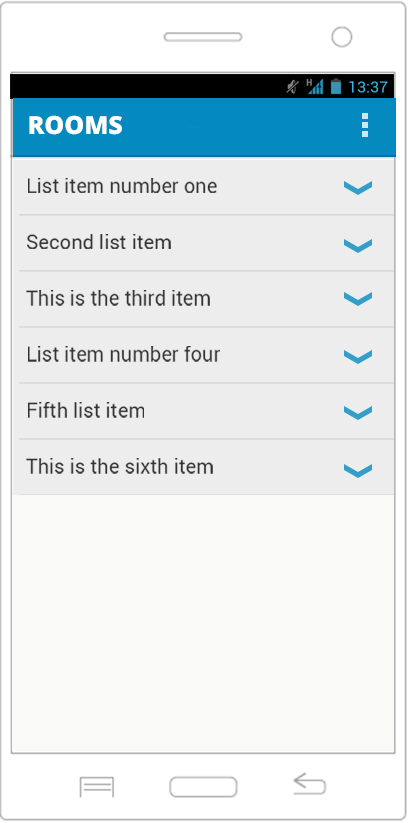 H 13:37
ROOMS
List item number one
Second list item
This is the third item
List item number four
Fifth list item
This is the sixth item